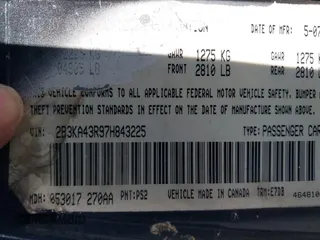 DATE OF MFR: 5-07
GAWR 1275 KG GAWR 1275 KG
FRONT 2810 LB REAR 2810 LB
THIS VEHICLE CONFORMS TO ALL APPLICABLE FEDERAL MOTOR VEHICLE SAFETY, BUMPER
THEFT PREVENTION STANDARDS IN EFFECT ON THE DATE OF MANUFACTURE SHOWN ABOVE.
VIN: 2B3KA43R97H843225 TYPE: PASSENGER CAR
MDH: 053017 270AA PNT: PS2 VEHICLE MADE IN CANADA TRM: E7DB